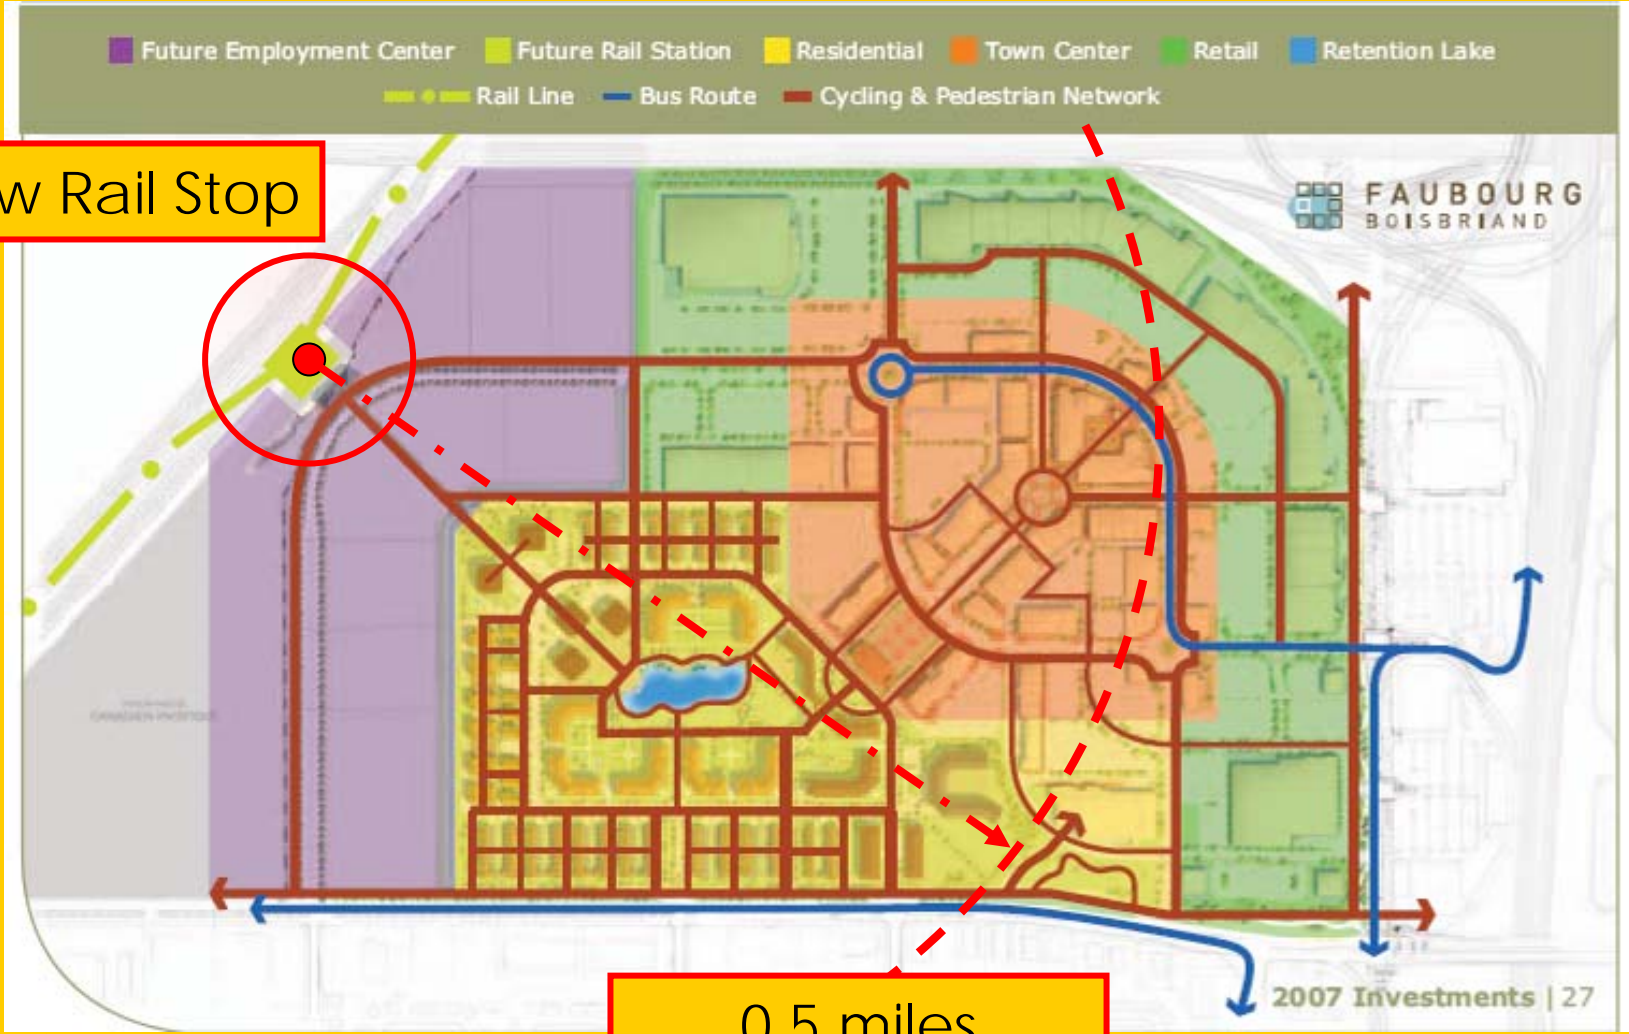 Future Employment Center Future Rail Station Residential Town Center Retail Retention Lake
Rail Line Bus Route Cycling & Pedestrian Network
w Rail Stop
FAUBOURG
BOISBRIAND
2007 Investments | 27
0.5 miles